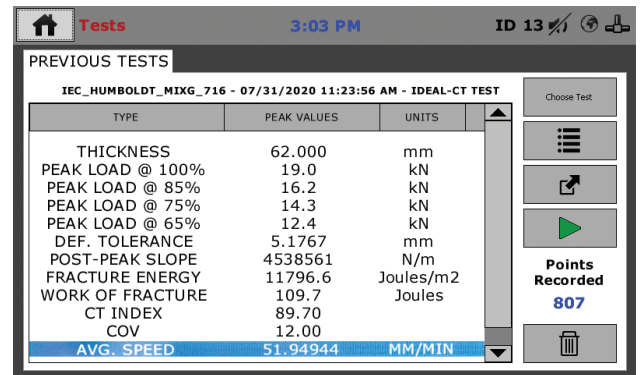 Tests 3:03 PM ID 13
PREVIOUS TESTS
IEC_HUMBOLDT_MIXG_716 - 07/31/2020 11:23:56 AM - IDEAL-CT TEST
Choose Test
TYPE PEAK VALUES UNITS
THICKNESS 62.000 mm
PEAK LOAD @ 100% 19.0 kN
PEAK LOAD @ 85% 16.2 kN
PEAK LOAD @ 75% 14.3 kN
PEAK LOAD @ 65% 12.4 kN
DEF. TOLERANCE 5.1767 mm
POST-PEAK SLOPE 4538561 N/m
FRACTURE ENERGY 11796.6 Joules/m2
WORK OF FRACTURE 109.7 Joules
CT INDEX 89.70
COV 12.00
AVG. SPEED 51.94944 MM/MIN
Points
Recorded
807